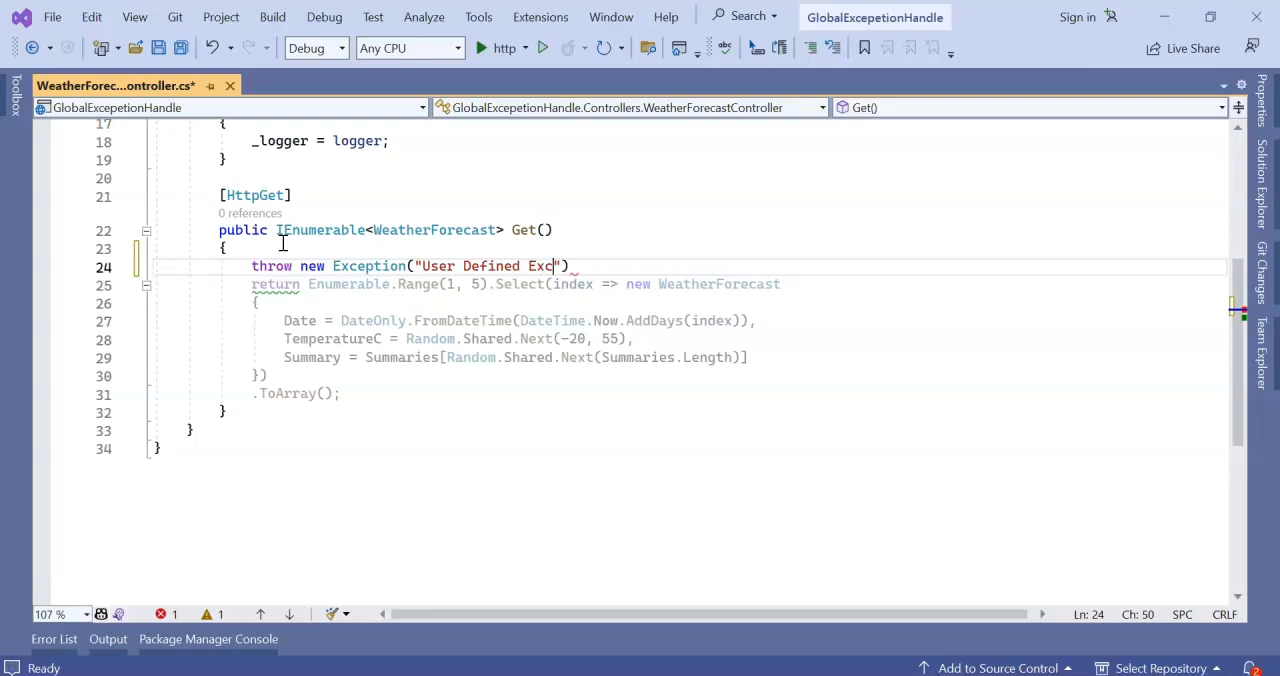 File Edit View Git Project Build Debug Test Analyze Tools Extensions Window Help Search GlobalExcepetionHandle Sign in
Debug Any CPU http abc Live Share
WeatherForec...ontroller.cs*
GlobalExcepetionHandle GlobalExcepetionHandle.Controllers.WeatherForecastController Get()
Toolbox
Properties
Solution Explorer
Git Changes
Team Explorer
17 {
18 _logger = logger;
19 }
20
21 [HttpGet]
0 references
22 public IEnumerable<WeatherForecast> Get()
23 {
24 throw new Exception("User Defined Exc")
25 return Enumerable.Range(1, 5).Select(index => new WeatherForecast
26 {
27 Date = DateOnly.FromDateTime(DateTime.Now.AddDays(index)),
28 TemperatureC = Random.Shared.Next(-20, 55),
29 Summary = Summaries[Random.Shared.Next(Summaries.Length)]
30 })
31 .ToArray();
32 }
33 }
34 }
107 % 1 1 Ln: 24 Ch: 50 SPC CRLF
Error List Output Package Manager Console
Ready Add to Source Control Select Repository 2